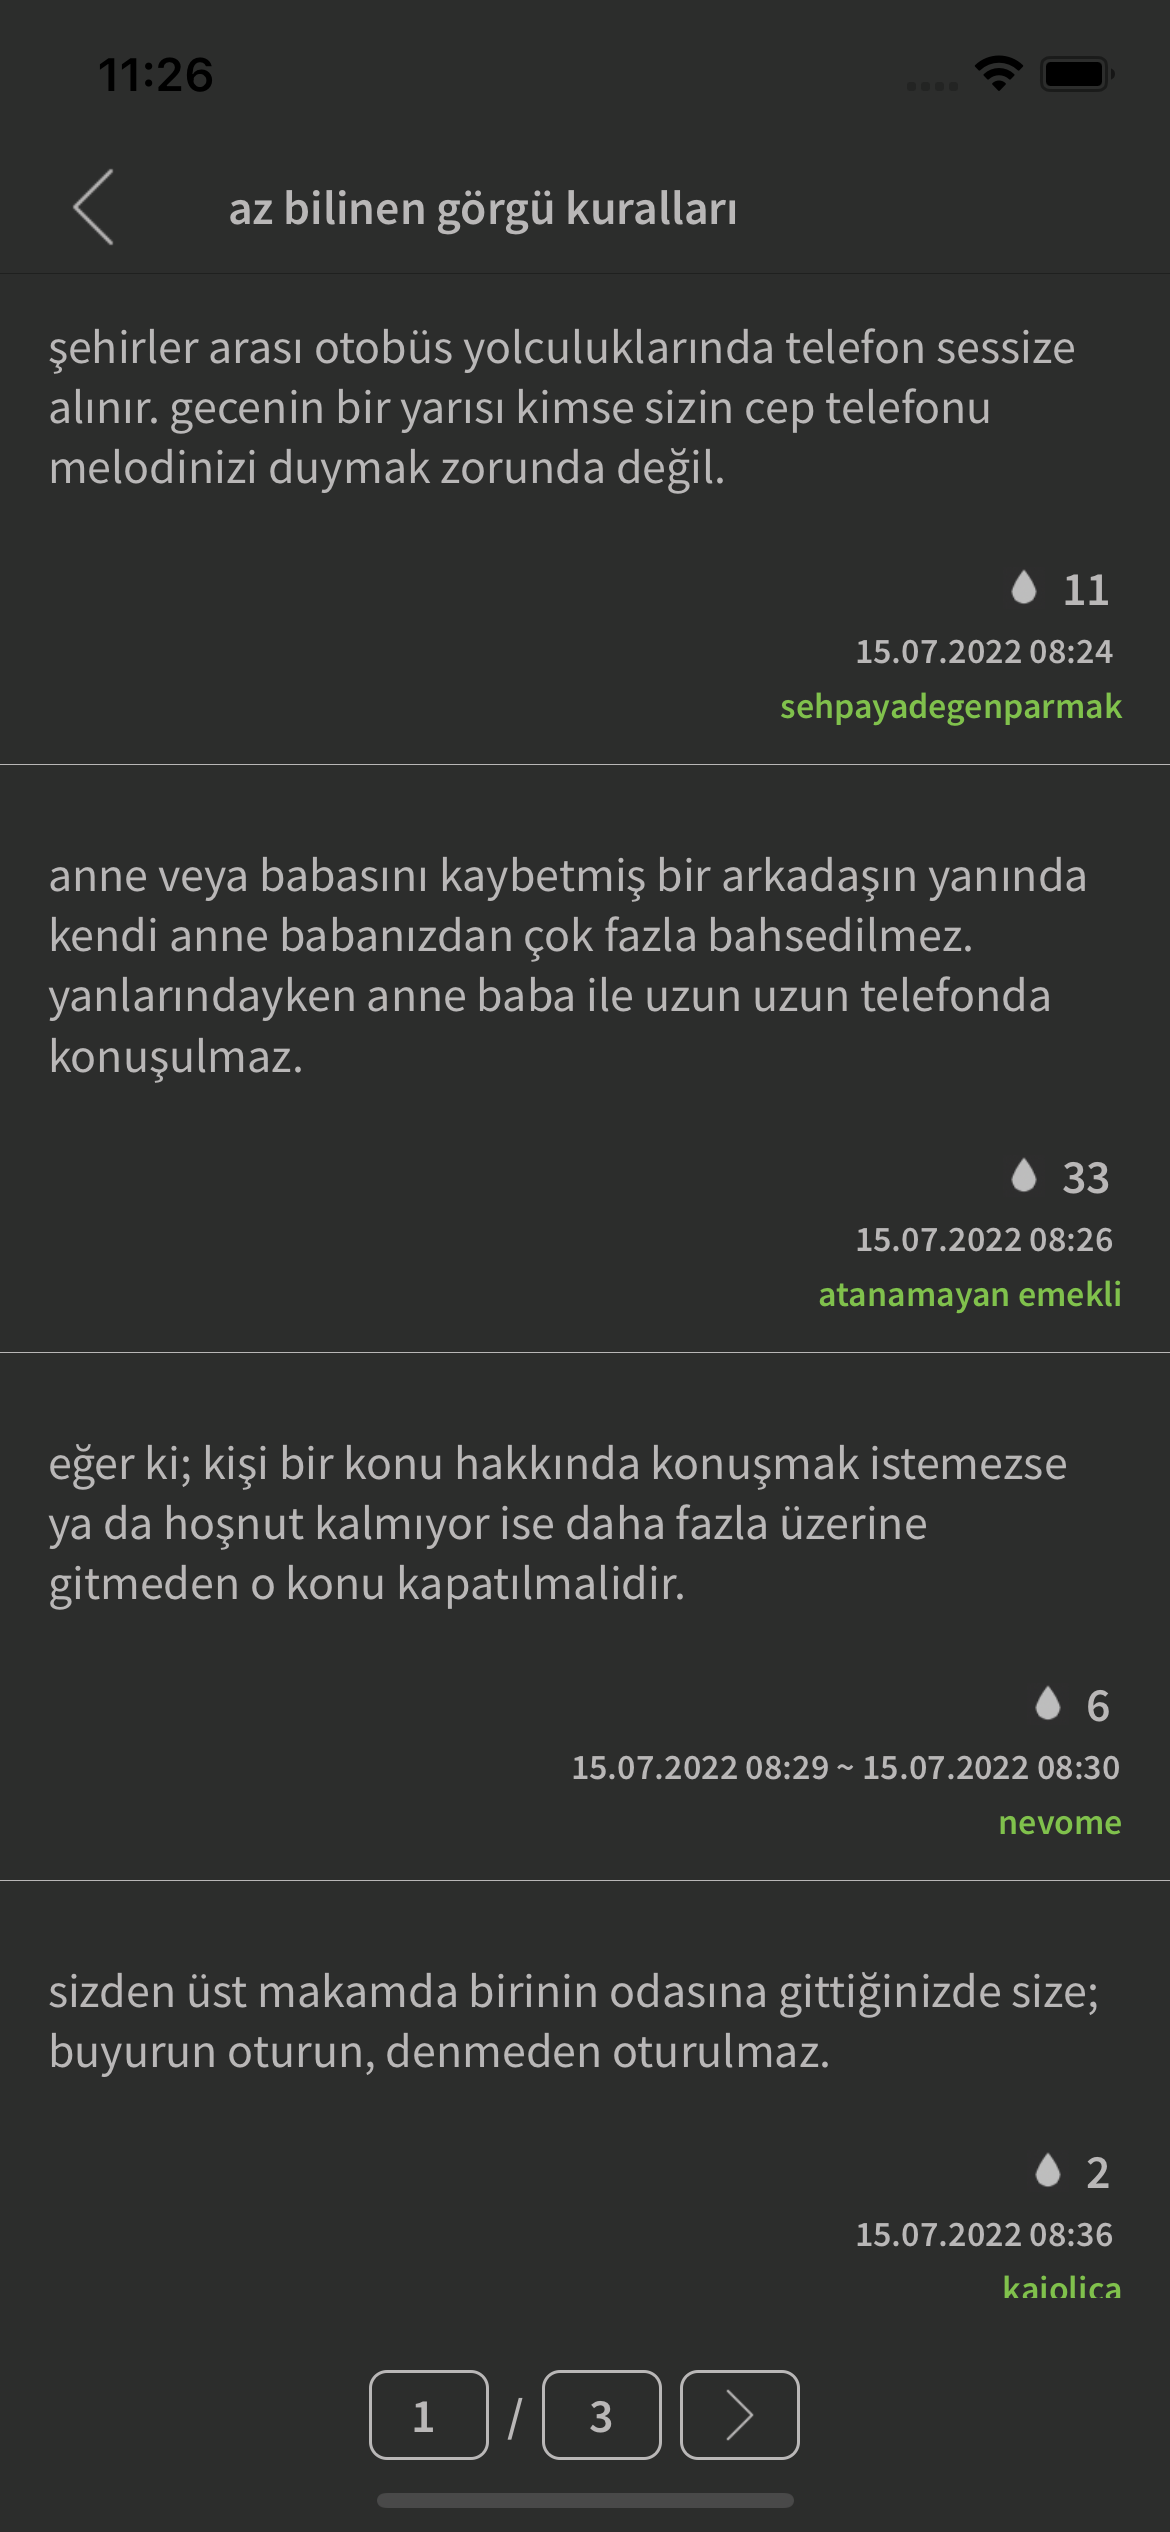 11:26
az bilinen görgü kuralları
şehirler arası otobüs yolculuklarında telefon sessize
alınır. gecenin bir yarısı kimse sizin cep telefonu
melodinizi duymak zorunda değil.
11
15.07.2022 08:24
sehpayadegenparmak
anne veya babasını kaybetmiş bir arkadaşın yanında
kendi anne babanızdan çok fazla bahsedilmez.
yanlarındayken anne baba ile uzun uzun telefonda
konuşulmaz.
33
15.07.2022 08:26
atanamayan emekli
eğer ki; kişi bir konu hakkında konuşmak istemezse
ya da hoşnut kalmıyor ise daha fazla üzerine
gitmeden o konu kapatılmalidir.
6
15.07.2022 08:29 ~ 15.07.2022 08:30
nevome
sizden üst makamda birinin odasına gittiğinizde size;
buyurun oturun, denmeden oturulmaz.
2
15.07.2022 08:36
1 / 3